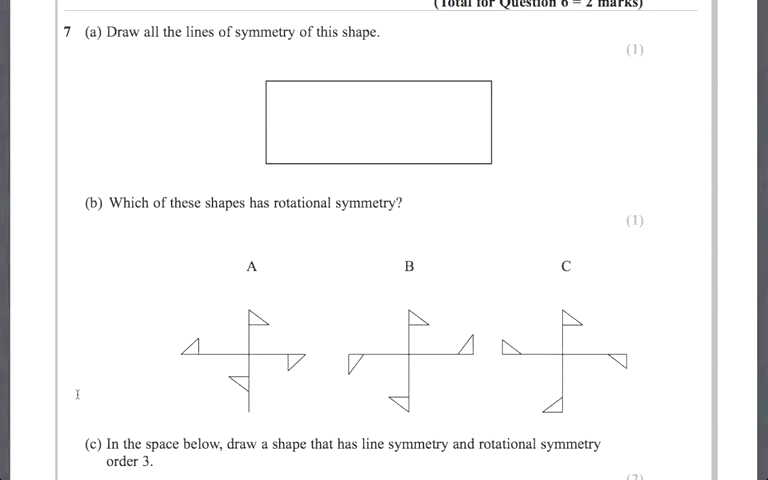 (Total for Question 6 = 2 marks)
7 (a) Draw all the lines of symmetry of this shape.
(1)
(b) Which of these shapes has rotational symmetry?
(1)
A B C
(c) In the space below, draw a shape that has line symmetry and rotational symmetry
order 3.
(2)